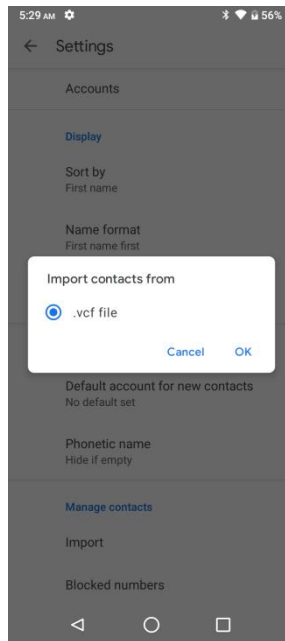 5:29 AM 56%
Settings
Accounts
Display
Sort by
First name
Name format
First name first
Import contacts from
.vcf file
Cancel OK
Default account for new contacts
No default set
Phonetic name
Hide if empty
Manage contacts
Import
Blocked numbers